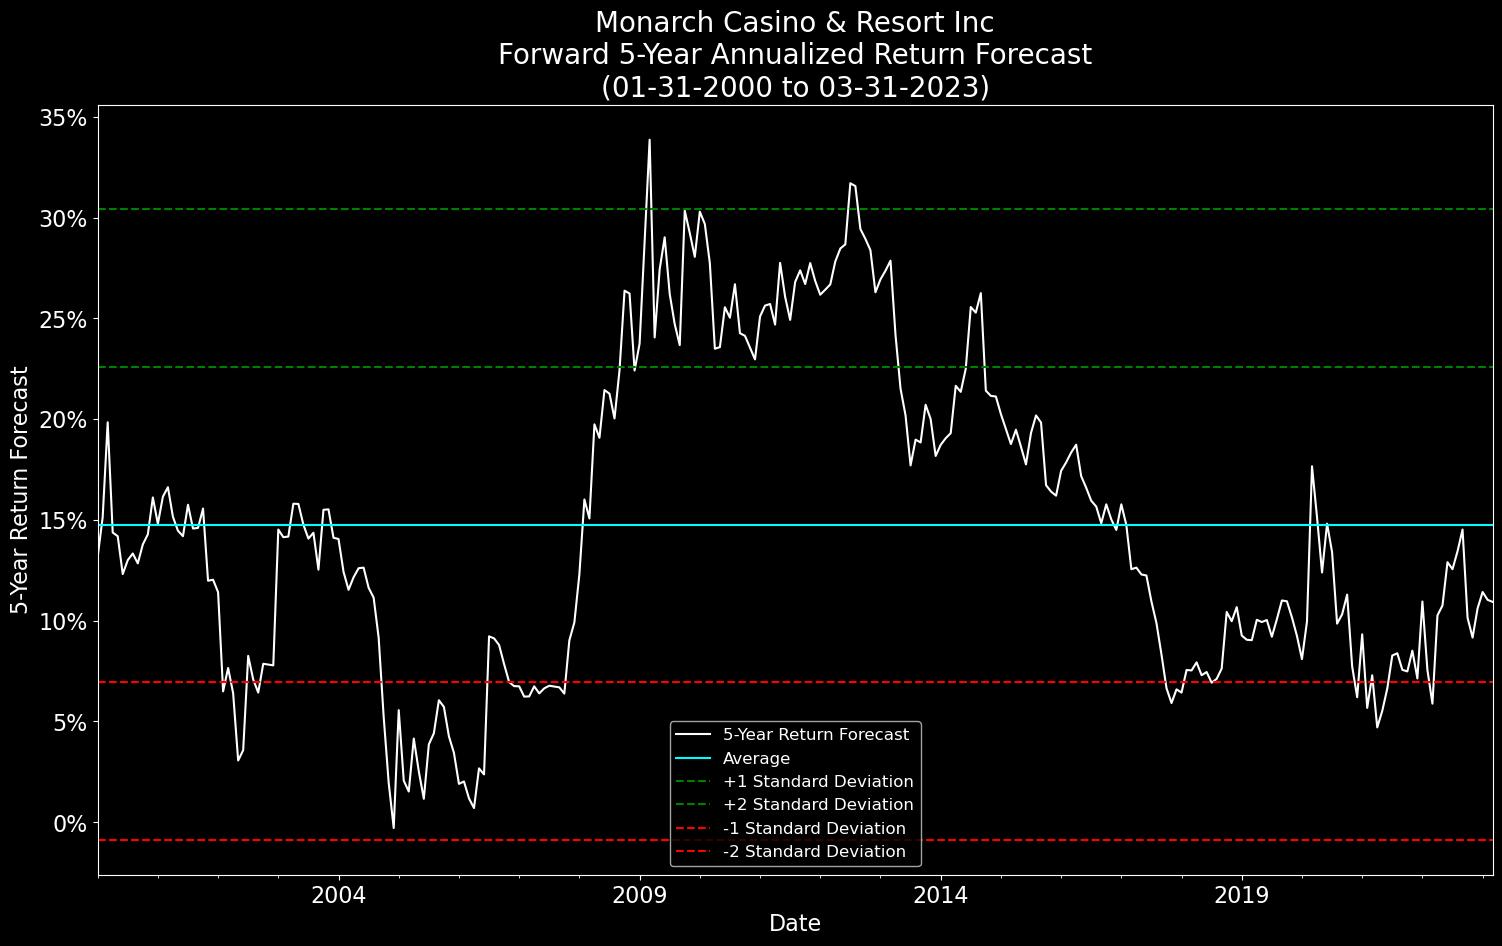 Monarch Casino & Resort Inc
Forward 5-Year Annualized Return Forecast
(01-31-2000 to 03-31-2023)
5-Year Return Forecast
35%
30%
25%
20%
15%
10%
5%
0%
5-Year Return Forecast
Average
+1 Standard Deviation
+2 Standard Deviation
-1 Standard Deviation
-2 Standard Deviation
2004
2009
2014
2019
Date